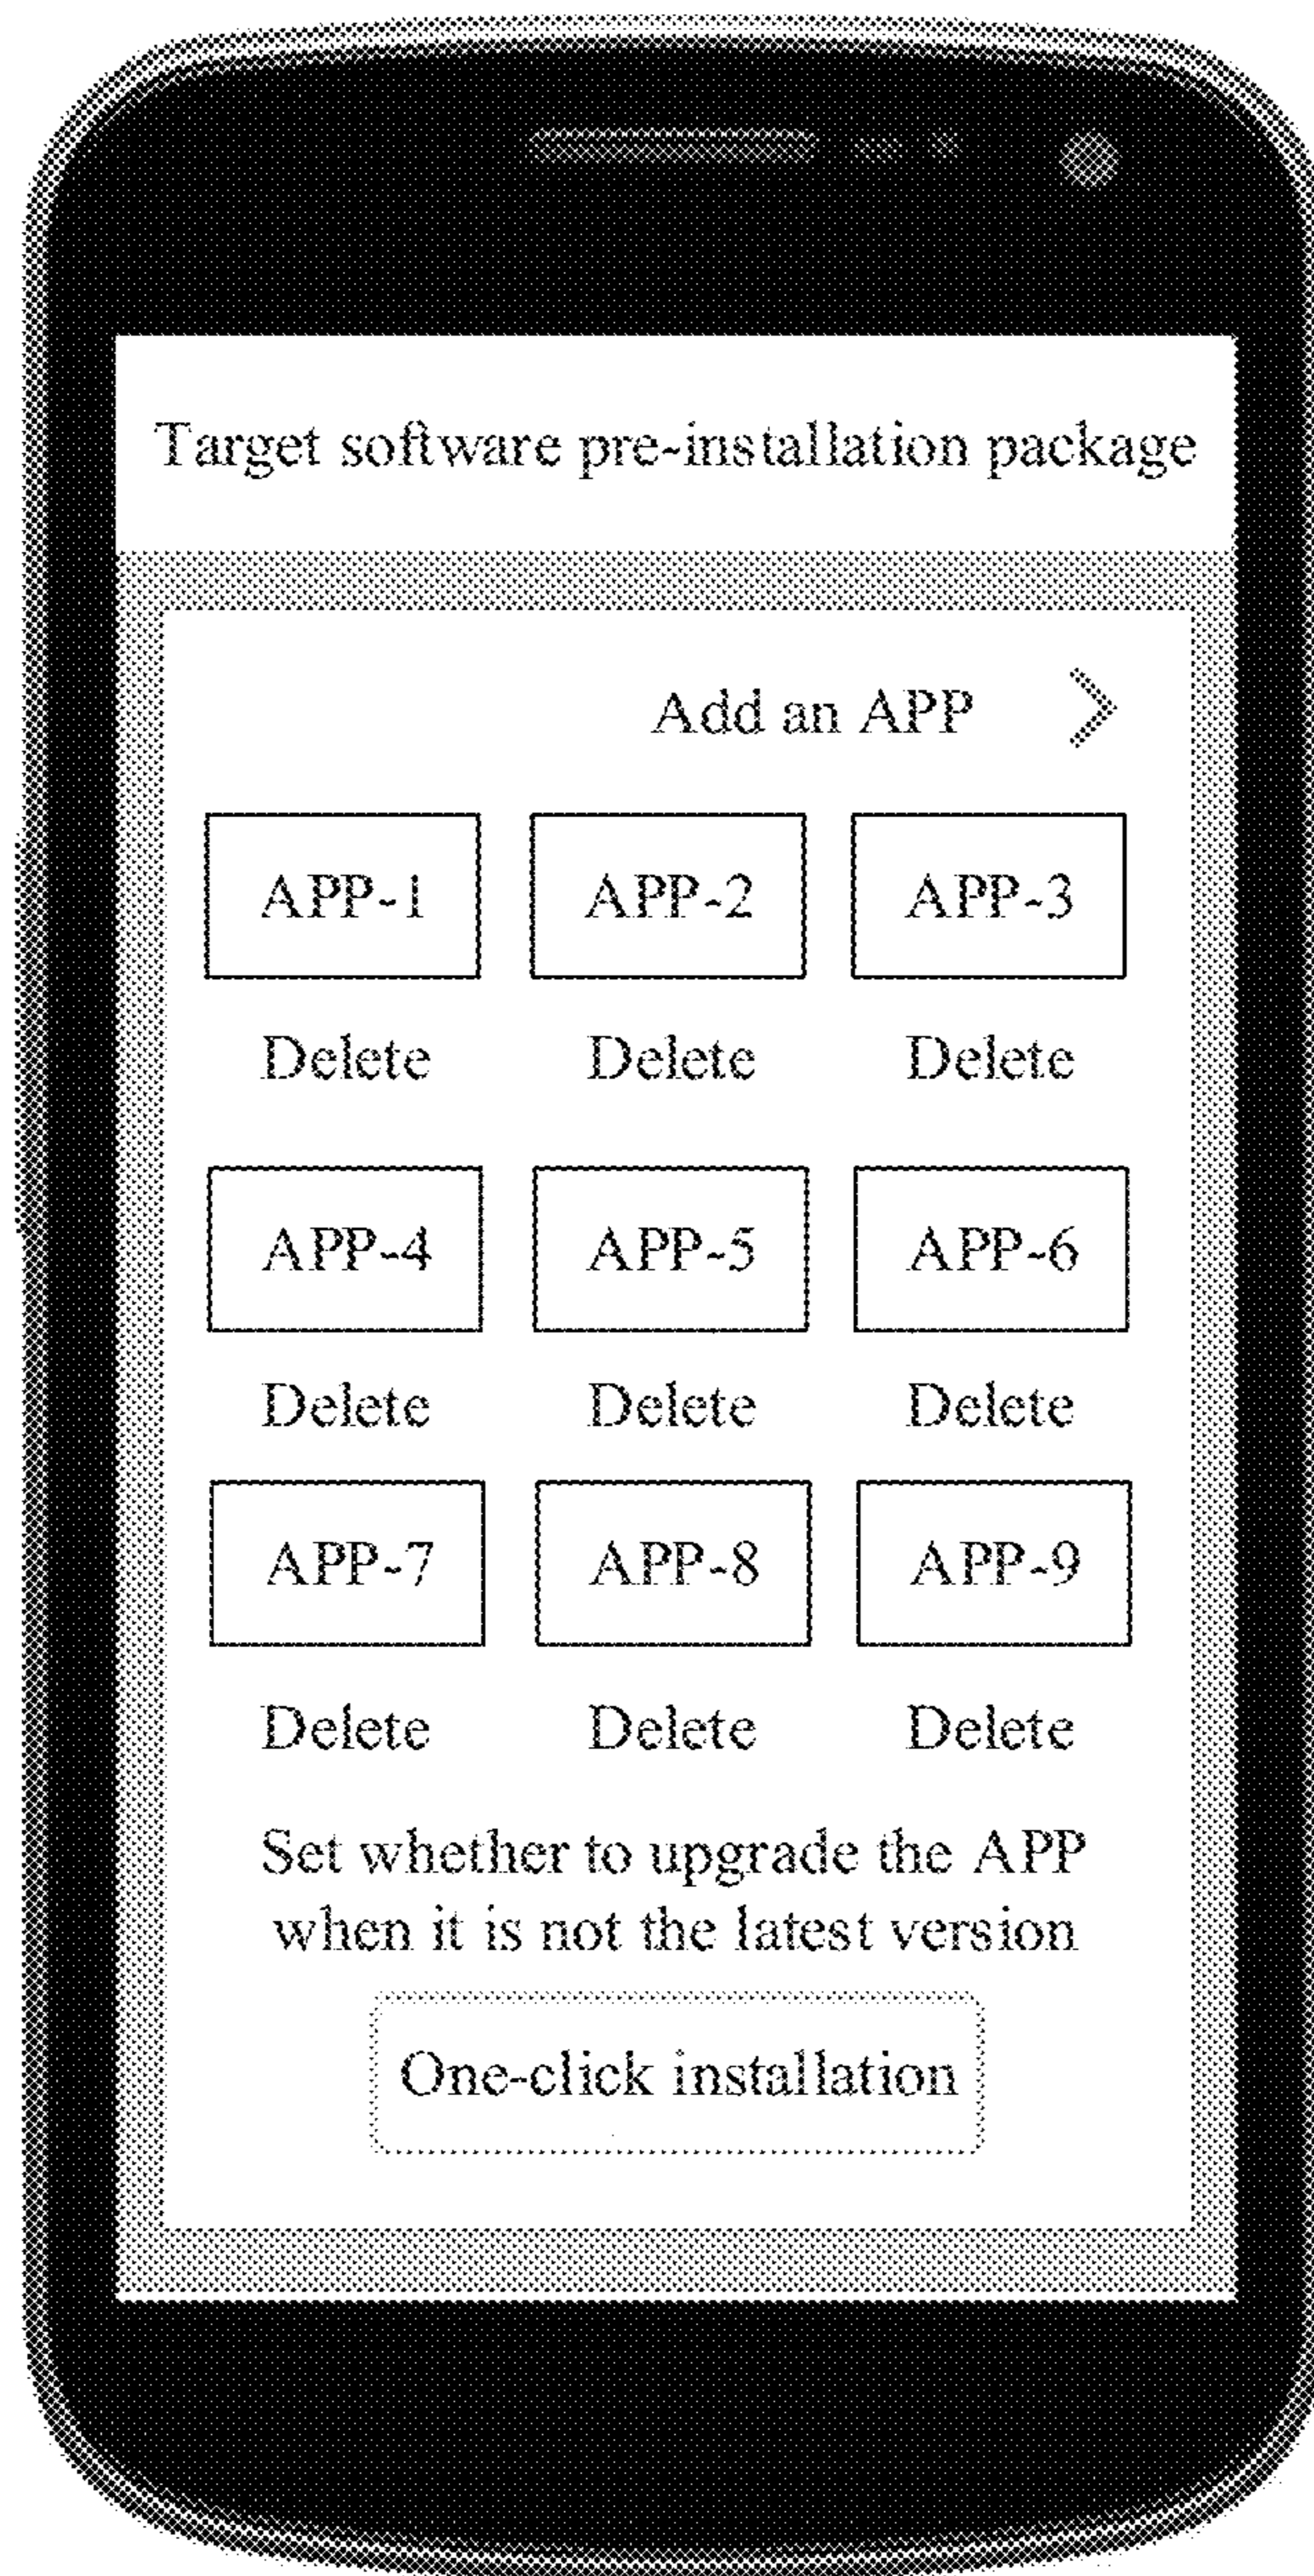 Target software pre-installation package
Add an APP >
APP-1 APP-2 APP-3
Delete Delete Delete
APP-4 APP-5 APP-6
Delete Delete Delete
APP-7 APP-8 APP-9
Delete Delete Delete
Set whether to upgrade the APP
when it is not the latest version
One-click installation